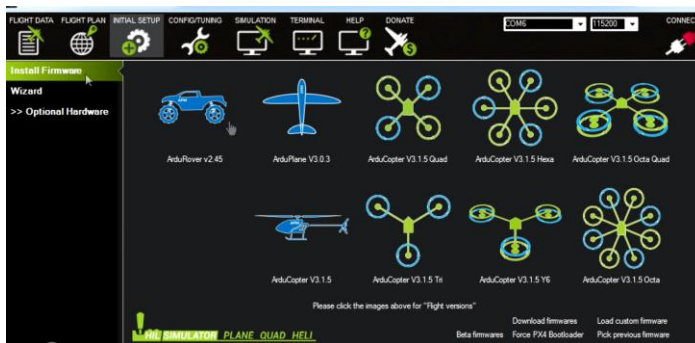 FLIGHT DATA FLIGHT PLAN INITIAL SETUP CONFIG/TUNING SIMULATION TERMINAL HELP DONATE
COM6 115200 CONNEC
Install Firmware
Wizard
>> Optional Hardware
ArduRover v2.45 ArduPlane V3.0.3 ArduCopter V3.1.5 Quad ArduCopter V3.1.5 Hexa ArduCopter V3.1.5 Octa Quad
ArduCopter V3.1.5 ArduCopter V3.1.5 Tri ArduCopter V3.1.5 Y6 ArduCopter V3.1.5 Octa
Please click the images above for "Flight versions"
Download firmwares Load custom firmware
HIL SIMULATOR PLANE QUAD HELI Beta firmwares Force PX4 Bootloader Pick previous firmware